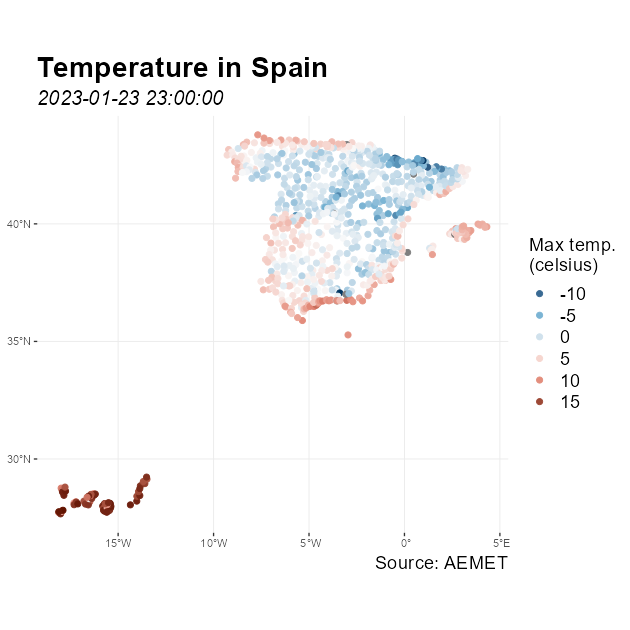 Temperature in Spain
2023-01-23 23:00:00
40°N
35°N
30°N
15°W
10°W
5°W
0°
5°E
Max temp.
(celsius)
-10
-5
0
5
10
15
Source: AEMET